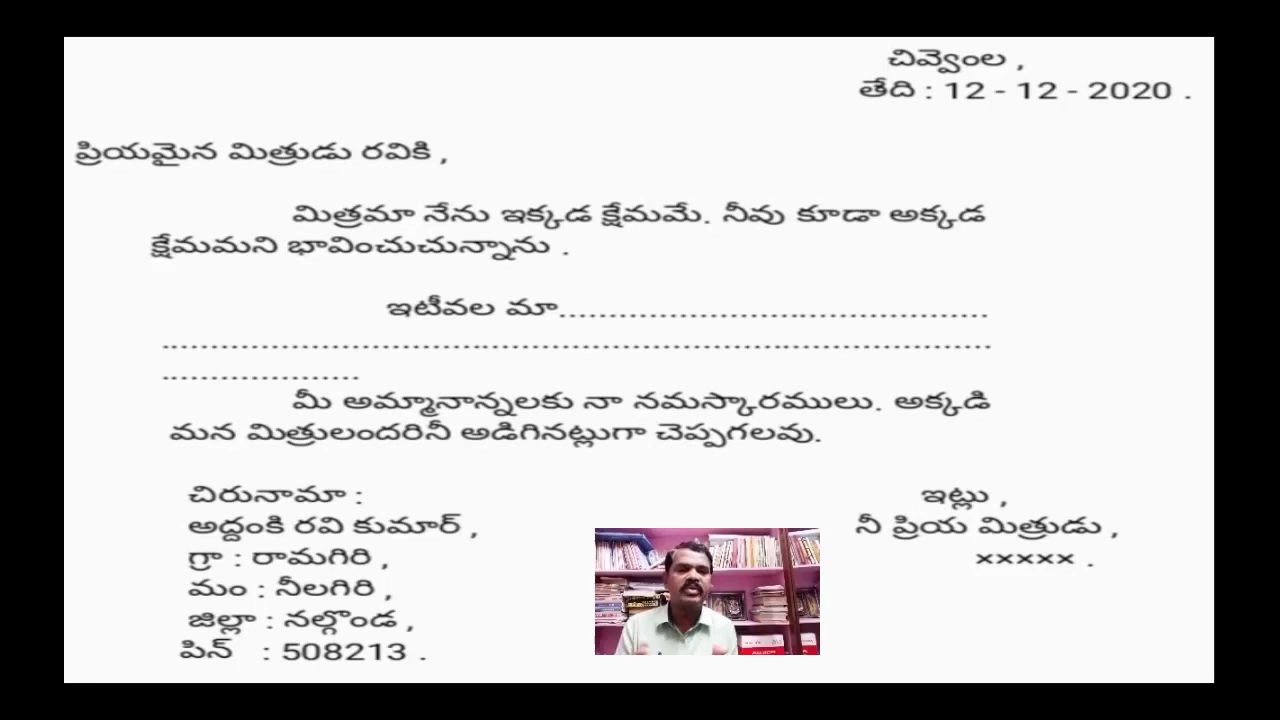 చివ్వెంల ,
తేది : 12 - 12 - 2020 .
ప్రియమైన మిత్రుడు రవికి ,
మిత్రమా నేను ఇక్కడ క్షేమమే. నీవు కూడా అక్కడ
క్షేమమని భావించుచున్నాను .
ఇటీవల మా...........................................
...................................................................................
....................
మీ అమ్మానాన్నలకు నా నమస్కారములు. అక్కడి
మన మిత్రులందరినీ అడిగినట్లుగా చెప్పగలవు.
చిరునామా :
అద్దంకి రవి కుమార్ ,
గ్రా : రామగిరి ,
మం : నీలగిరి ,
జిల్లా : నల్గొండ ,
పిన్ : 508213 .
ఇట్లు ,
నీ ప్రియ మిత్రుడు ,
××××× .